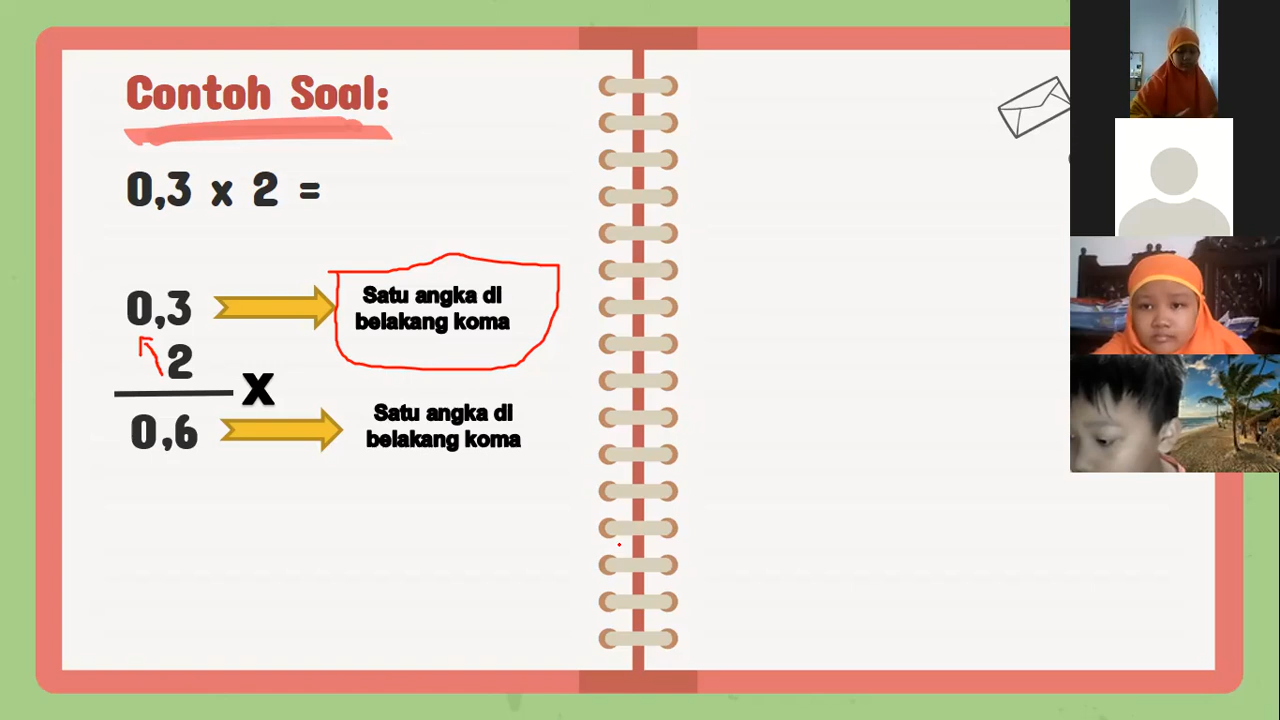 Contoh Soal:
0,3 x 2 =
0,3
Satu angka di
belakang koma
2
x
0,6
Satu angka di
belakang koma